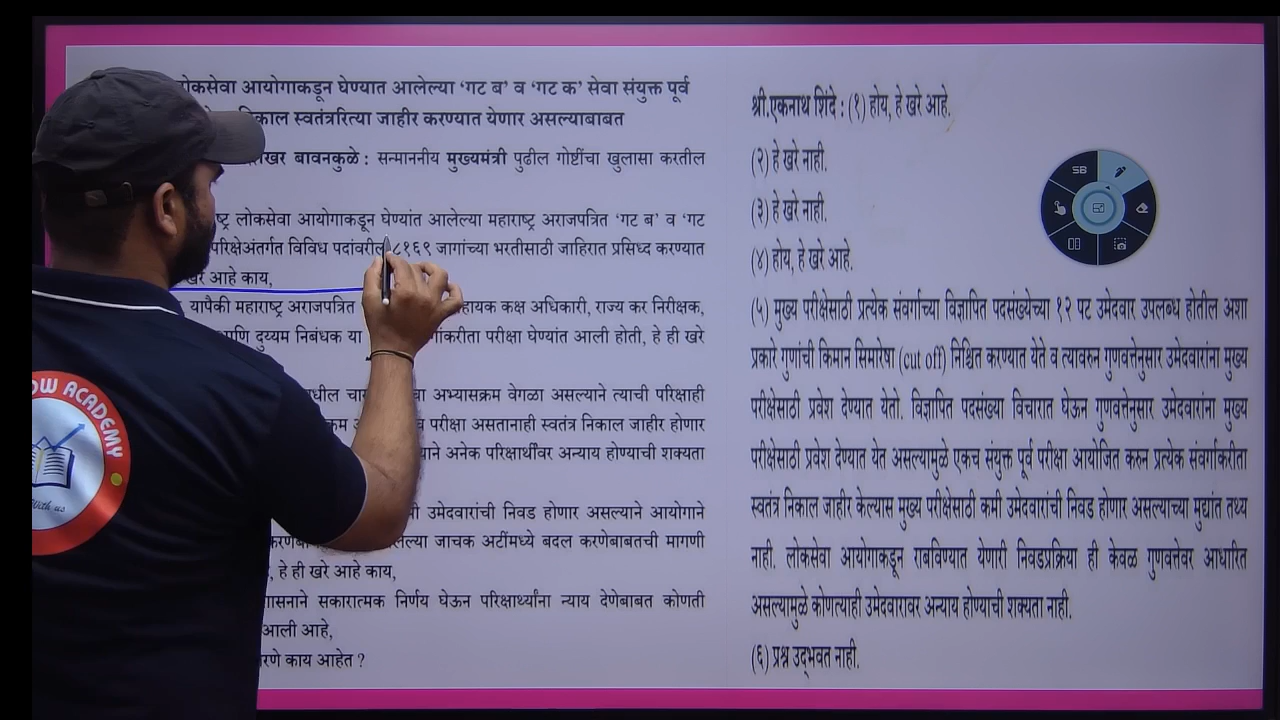 लोकसेवा आयोगाकडून घेण्यात आलेल्या ‘गट ब’ व ‘गट क’ सेवा संयुक्त पूर्व
स्वतंत्ररित्या जाहीर करण्यात येणार असल्याबाबत
बावनकुळे : सन्माननीय मुख्यमंत्री पुढील गोष्टींचा खुलासा करतील
लोकसेवा आयोगाकडून घेण्यांत आलेल्या महाराष्ट्र अराजपत्रित ‘गट ब’ व ‘गट
परिक्षेअंतर्गत विविध पदांवरील ८१६९ जागांच्या भरतीसाठी जाहिरात प्रसिध्द करण्यात
खरे आहे काय,
यापैकी महाराष्ट्र अराजपत्रित कक्ष अधिकारी, राज्य कर निरीक्षक,
दुय्यम निबंधक या परीक्षा घेण्यांत आली होती, हे ही खरे
अभ्यासक्रम वेगळा असल्याने त्याची परिक्षाही
परीक्षा असतानाही स्वतंत्र निकाल जाहीर होणार
अनेक परिक्षार्थींवर अन्याय होण्याची शक्यता
उमेदवारांची निवड होणार असल्याने आयोगाने
जाचक अटींमध्ये बदल करणेबाबतची मागणी
हे ही खरे आहे काय,
सकारात्मक निर्णय घेऊन परिक्षार्थ्यांना न्याय देणेबाबत कोणती
आली आहे,
काय आहेत ?
श्री.एकनाथ शिंदे : (१) होय, हे खरे आहे.
(२) हे खरे नाही.
(३) हे खरे नाही.
(४) होय, हे खरे आहे.
(५) मुख्य परीक्षेसाठी प्रत्येक संवर्गाच्या विज्ञापित पदसंख्येच्या १२ पट उमेदवार उपलब्ध होतील अशा
प्रकारे गुणांची किमान सिमारेषा (cut off) निश्चित करण्यात येते व त्यावरुन गुणवत्तेनुसार उमेदवारांना मुख्य
परीक्षेसाठी प्रवेश देण्यात येतो. विज्ञापित पदसंख्या विचारात घेऊन गुणवत्तेनुसार उमेदवारांना मुख्य
परीक्षेसाठी प्रवेश देण्यात येत असल्यामुळे एकच संयुक्त पूर्व परीक्षा आयोजित करुन प्रत्येक संवर्गाकरीता
स्वतंत्र निकाल जाहीर केल्यास मुख्य परीक्षेसाठी कमी उमेदवारांची निवड होणार असल्याच्या मुद्यांत तथ्य
नाही. लोकसेवा आयोगाकडून राबविण्यात येणारी निवडप्रक्रिया ही केवळ गुणवत्तेवर आधारित
असल्यामुळे कोणत्याही उमेदवारावर अन्याय होण्याची शक्यता नाही.
(६) प्रश्न उद्‌भवत नाही.
SB
OW ACADEMY
With us